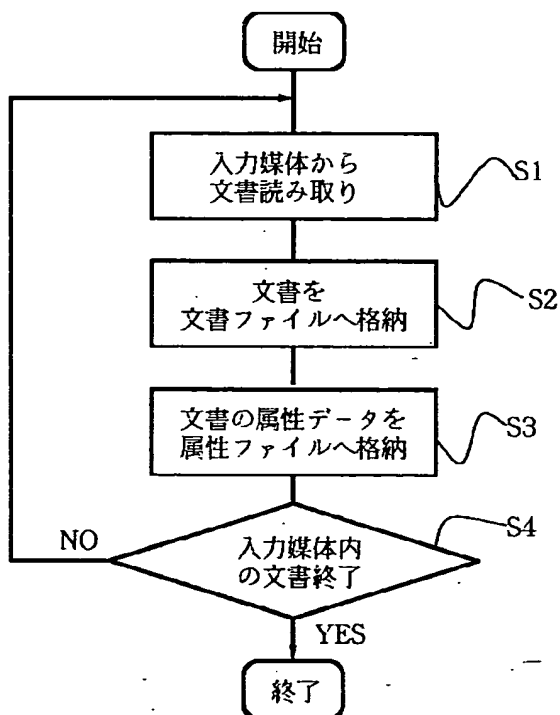 開始
入力媒体から
文書読み取り
S1
文書を
文書ファイルへ格納
S2
文書の属性データを
属性ファイルへ格納
S3
入力媒体内
の文書終了
S4
NO
YES
終了